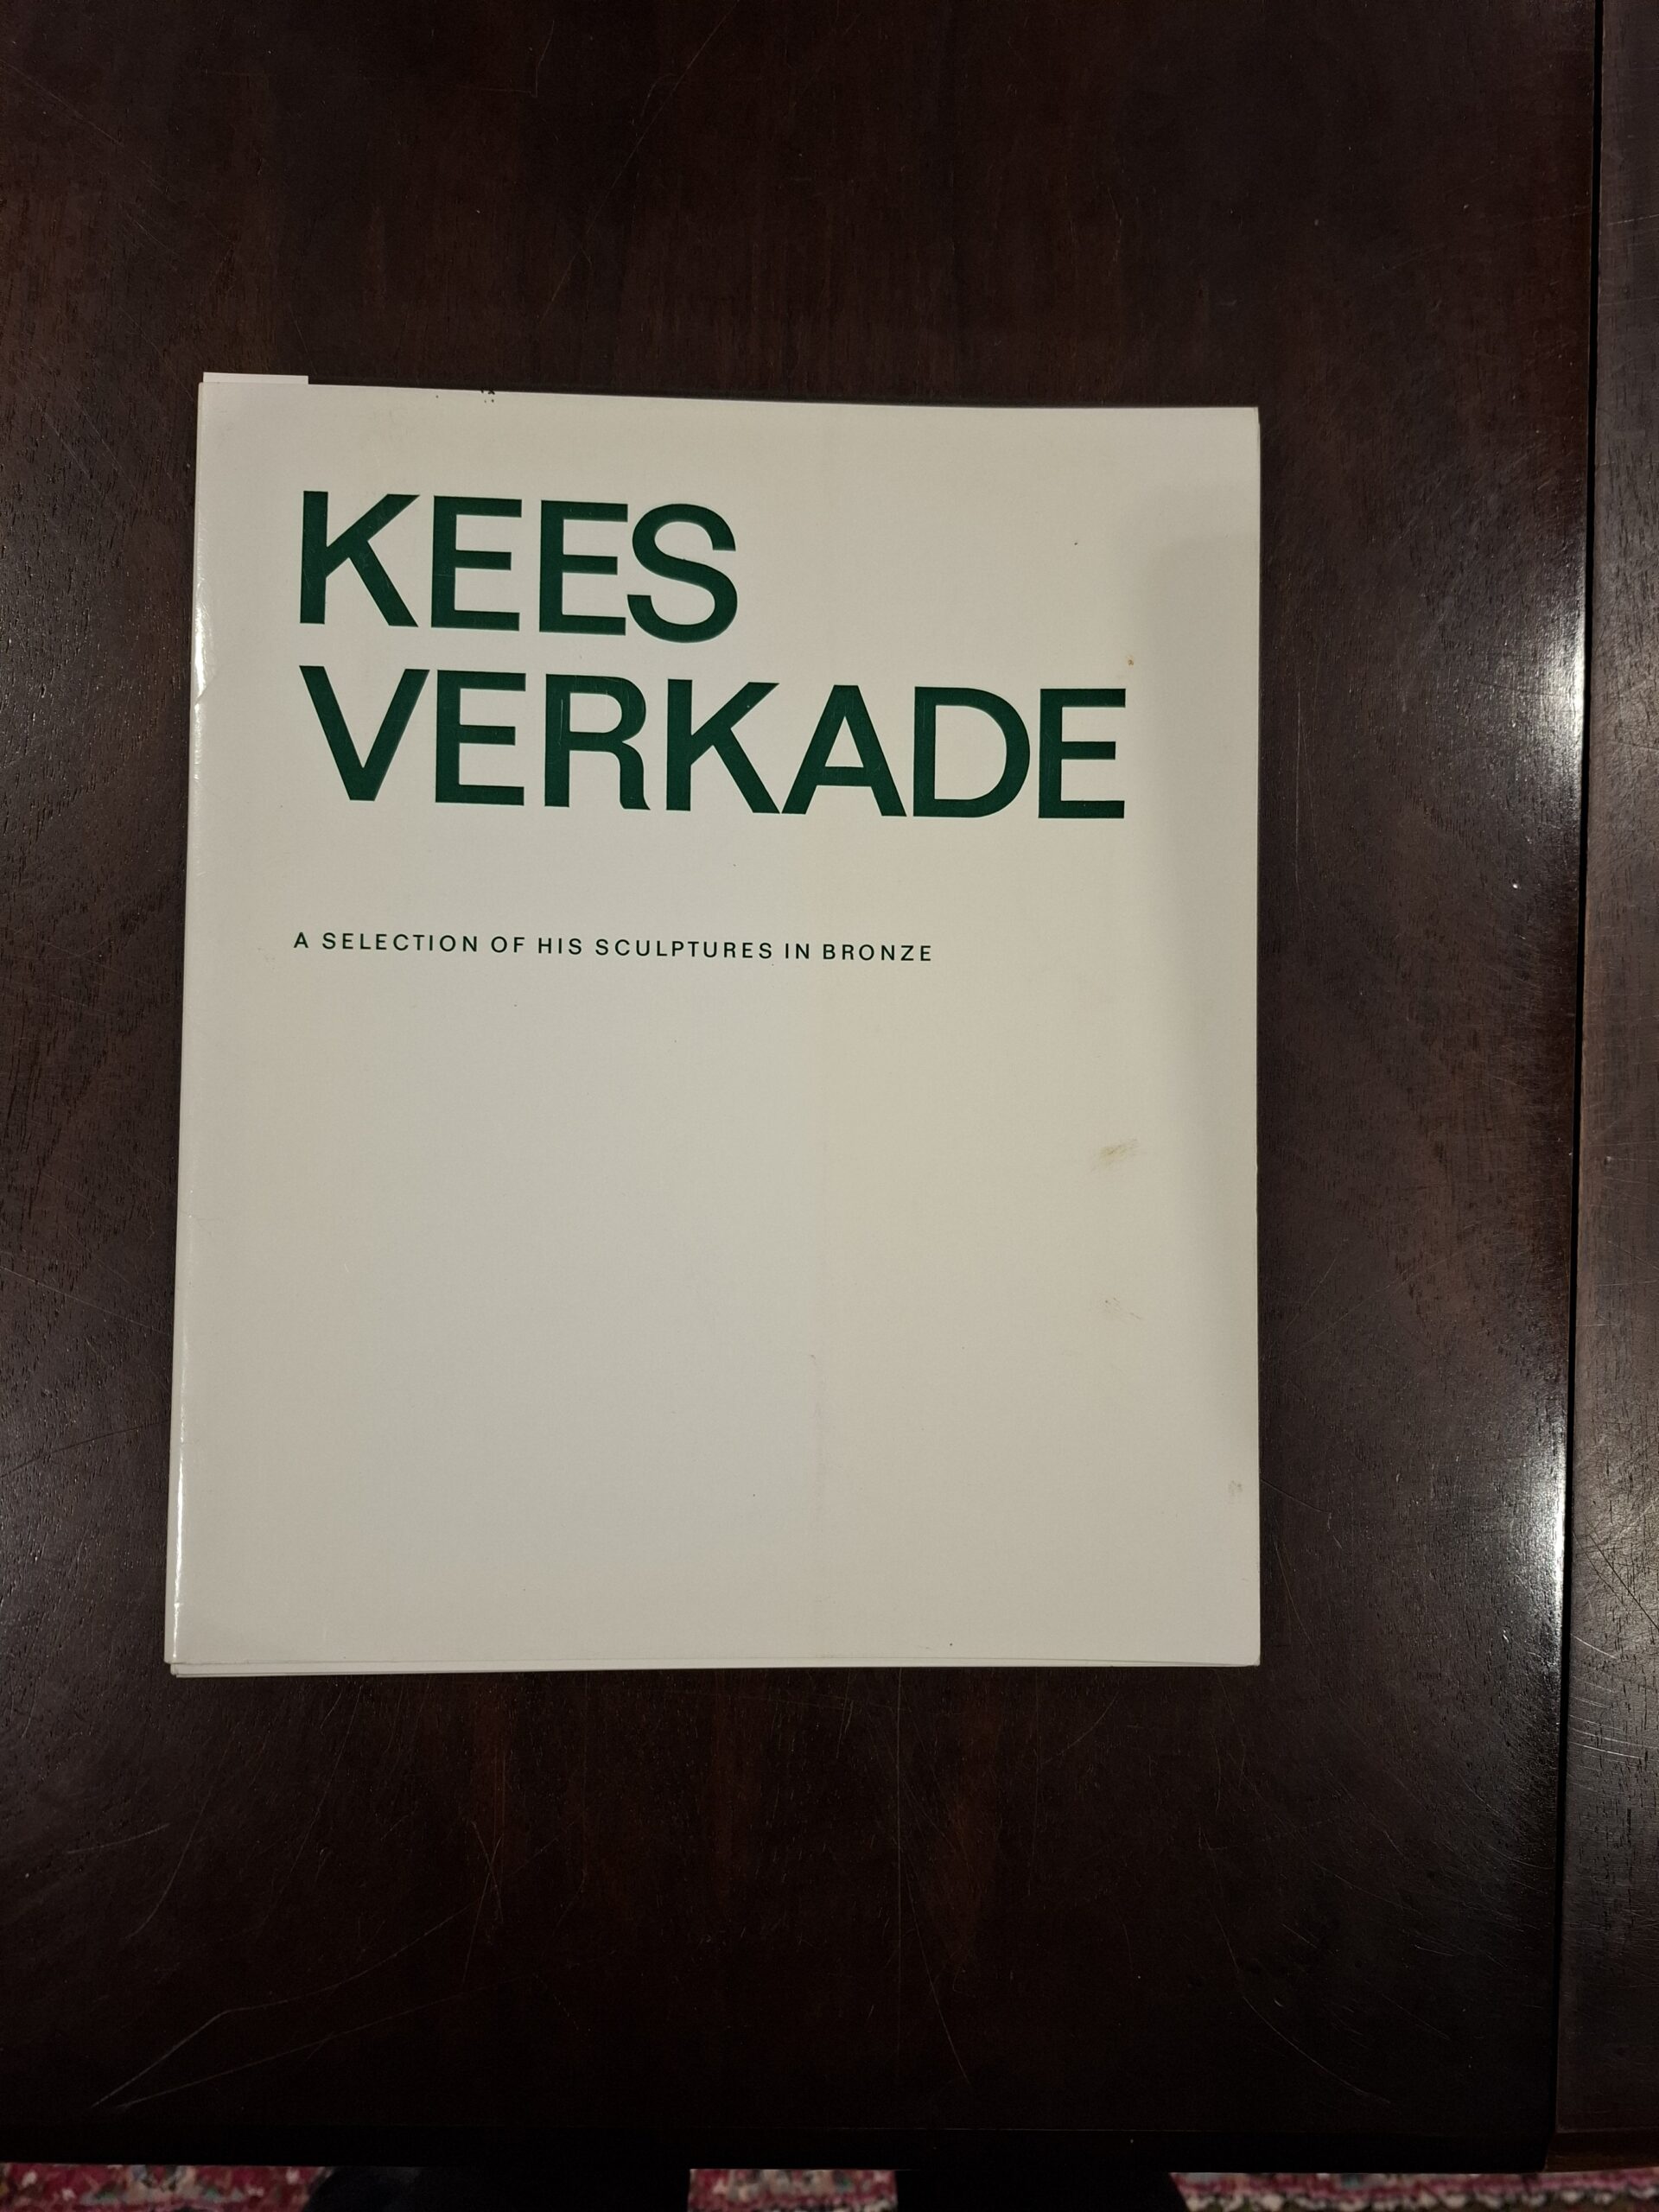 KEES
VERKADE
A SELECTION OF HIS SCULPTURES IN BRONZE